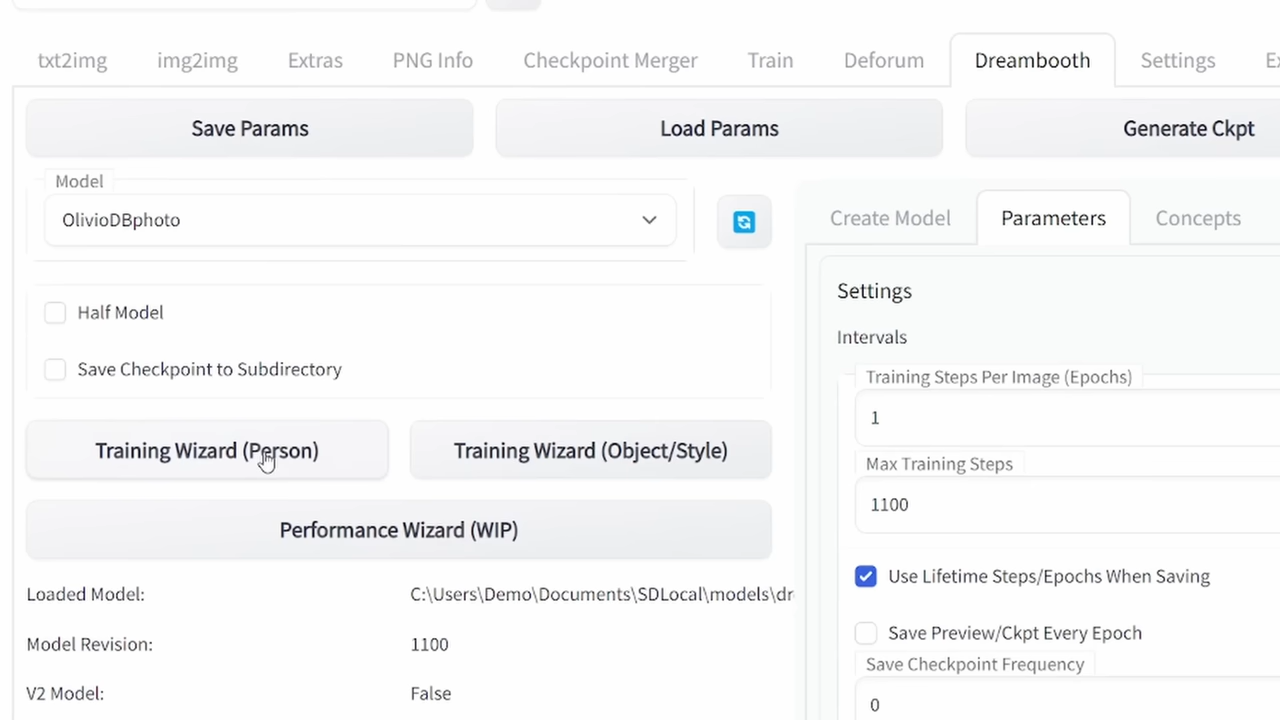 txt2img img2img Extras PNG Info Checkpoint Merger Train Deforum Dreambooth Settings
Save Params Load Params Generate Ckpt
Model
OlivioDBphoto
Half Model
Save Checkpoint to Subdirectory
Training Wizard (Person) Training Wizard (Object/Style)
Performance Wizard (WIP)
Loaded Model: C:\Users\Demo\Documents\SDLocal\models\dr
Model Revision: 1100
V2 Model: False
Create Model Parameters Concepts
Settings
Intervals
Training Steps Per Image (Epochs)
1
Max Training Steps
1100
Use Lifetime Steps/Epochs When Saving
Save Preview/Ckpt Every Epoch
Save Checkpoint Frequency
0